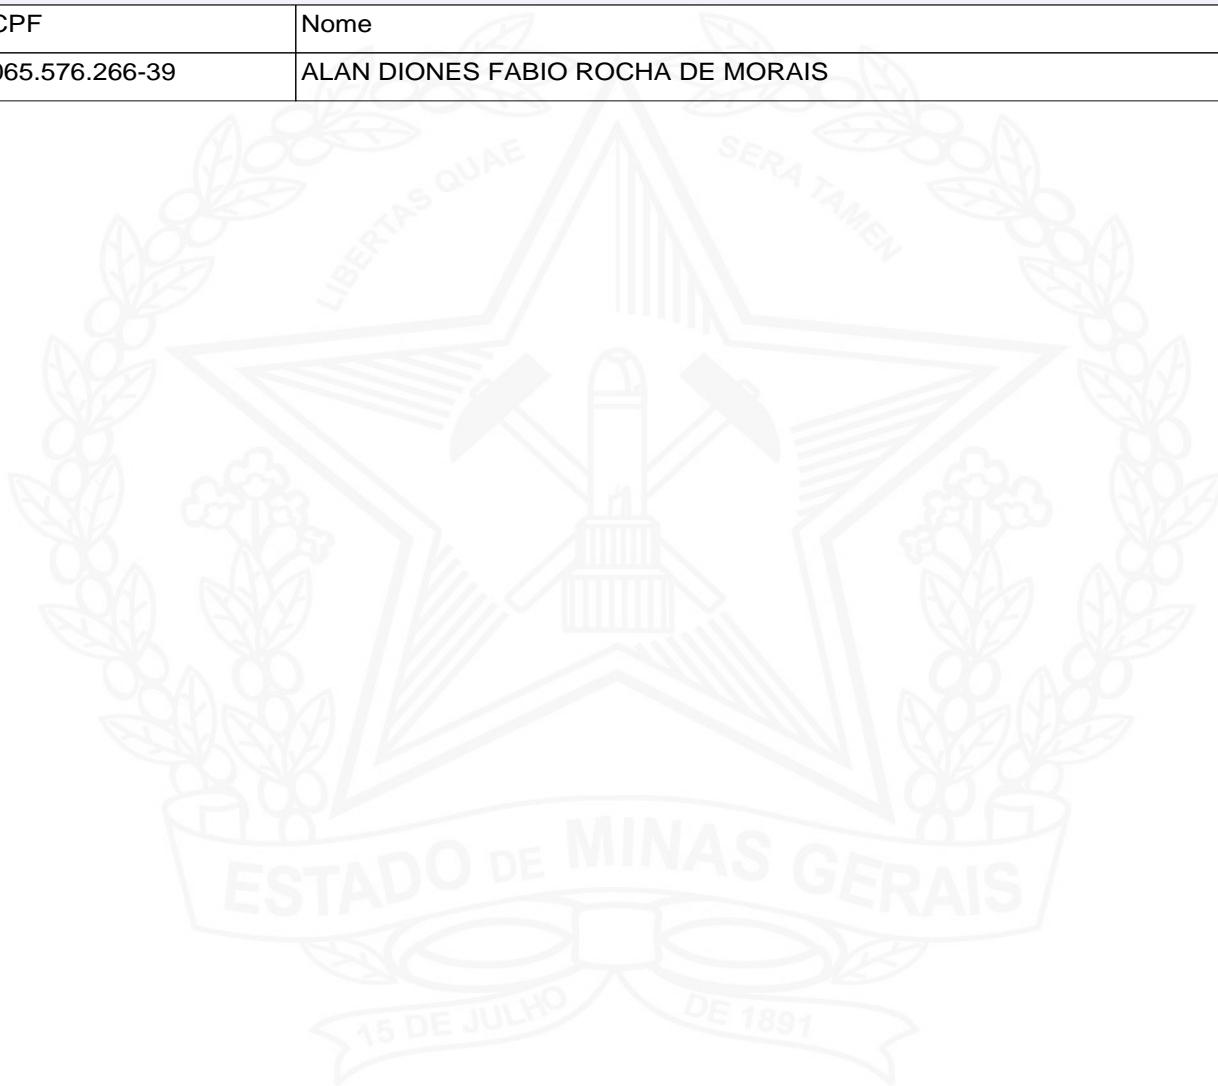 CPF Nome
065.576.266-39 ALAN DIONES FABIO ROCHA DE MORAIS
LIBERTAS QUAE SERA TAMEN
ESTADO DE MINAS GERAIS
15 DE JULHO DE 1891